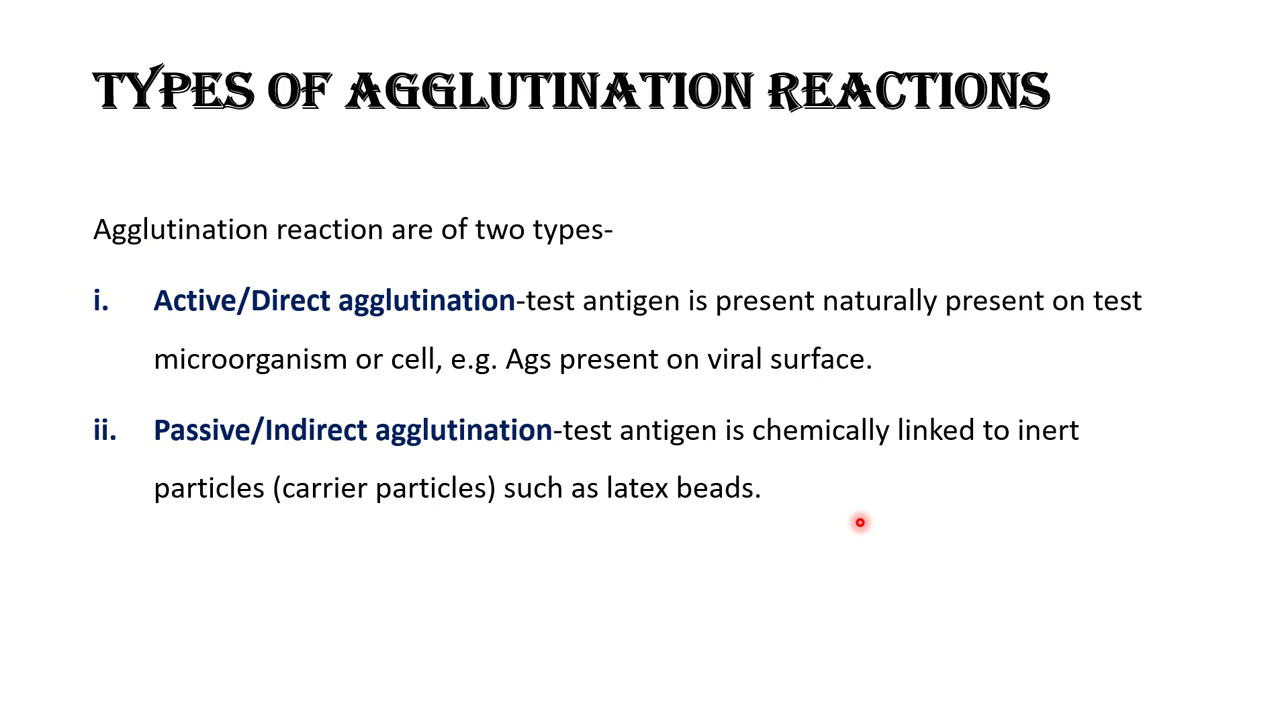 TYPES OF AGGLUTINATION REACTIONS
Agglutination reaction are of two types-
i. Active/Direct agglutination-test antigen is present naturally present on test
microorganism or cell, e.g. Ags present on viral surface.
ii. Passive/Indirect agglutination-test antigen is chemically linked to inert
particles (carrier particles) such as latex beads.